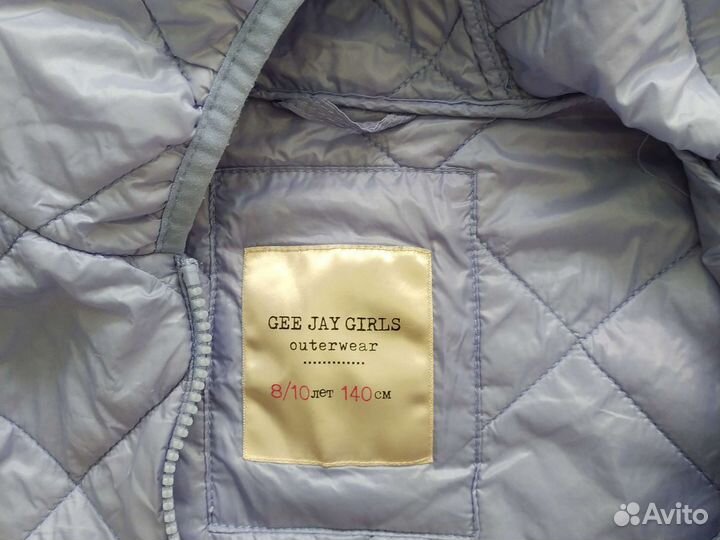 GEE JAY GIRLS
outerwear
8/10лет 140см
Avito